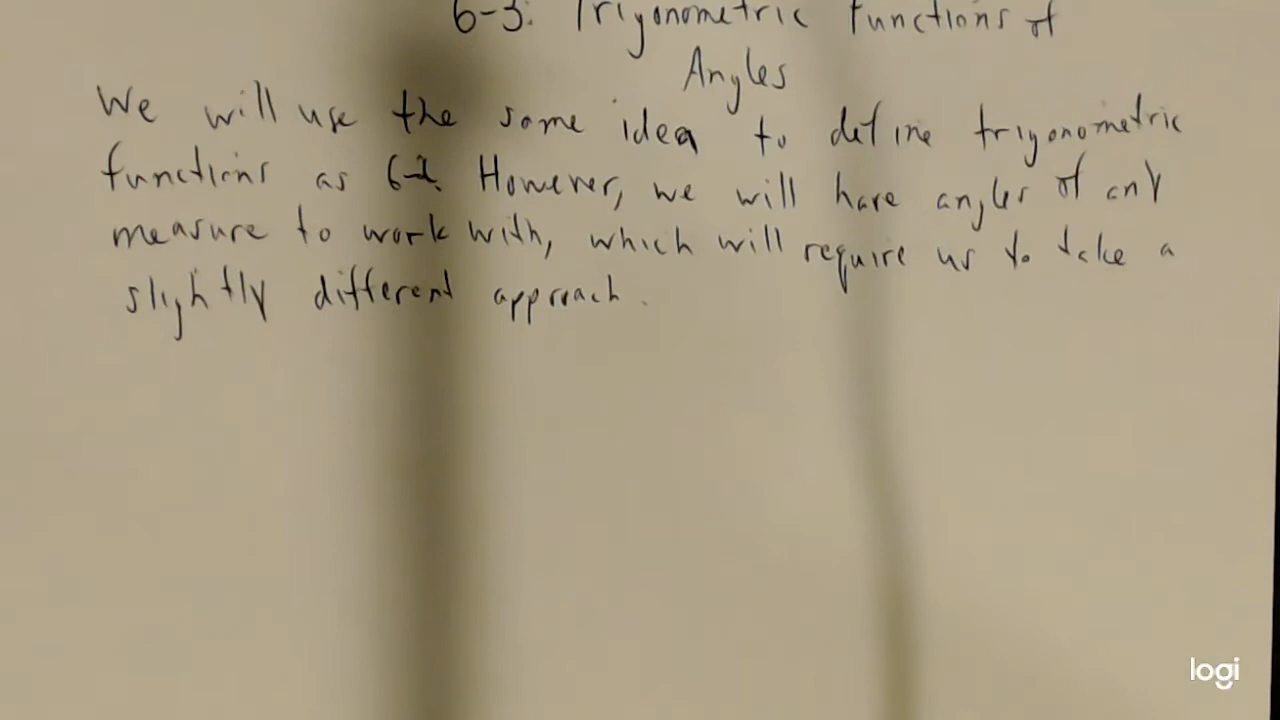 6-3: Trigonometric Functions of
Angles
We will use the same idea to define trigonometric
functions as 6-2. However, we will have angles of any
measure to work with, which will require us to take a
slightly different approach.
logi